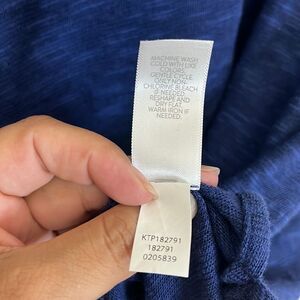 MACHINE WASH
COLD WITH LIKE
COLORS.
GENTLE CYCLE.
ONLY NON-
CHLORINE BLEACH
IF NEEDED.
RESHAPE AND
DRY FLAT.
WARM IRON IF
NEEDED.
KTP182791
182791
0205839